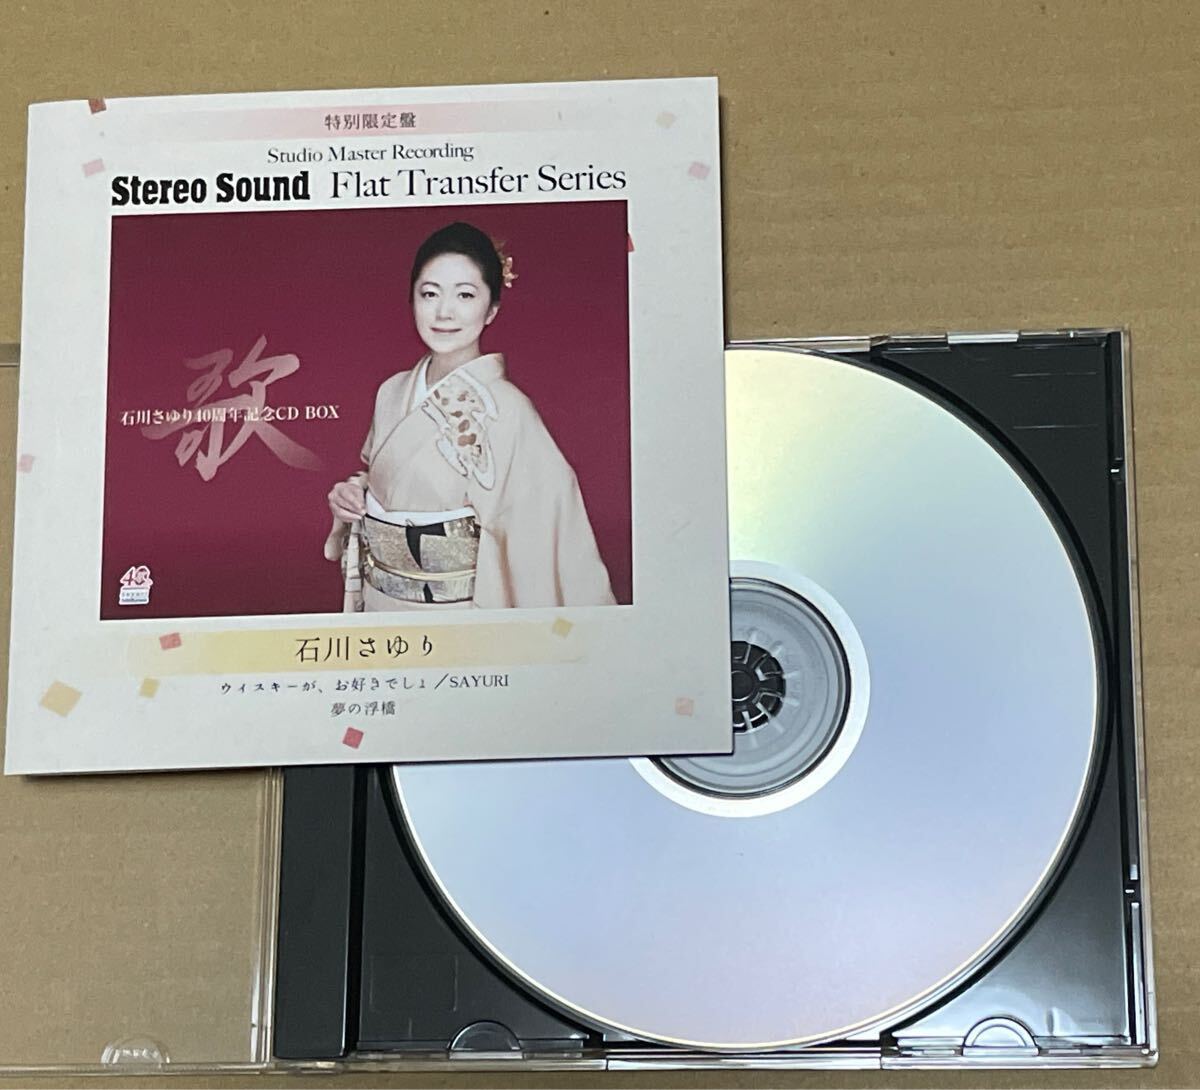 特別限定盤
Studio Master Recording
Stereo Sound Flat Transfer Series
歌
石川さゆり40周年記念CD BOX
40
石川さゆり
ウイスキーが、お好きでしょ/SAYURI
夢の浮橋